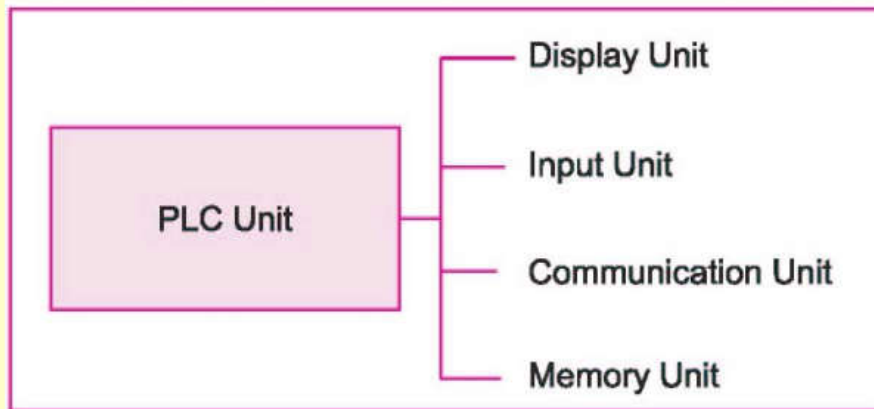 PLC Unit
Display Unit
Input Unit
Communication Unit
Memory Unit